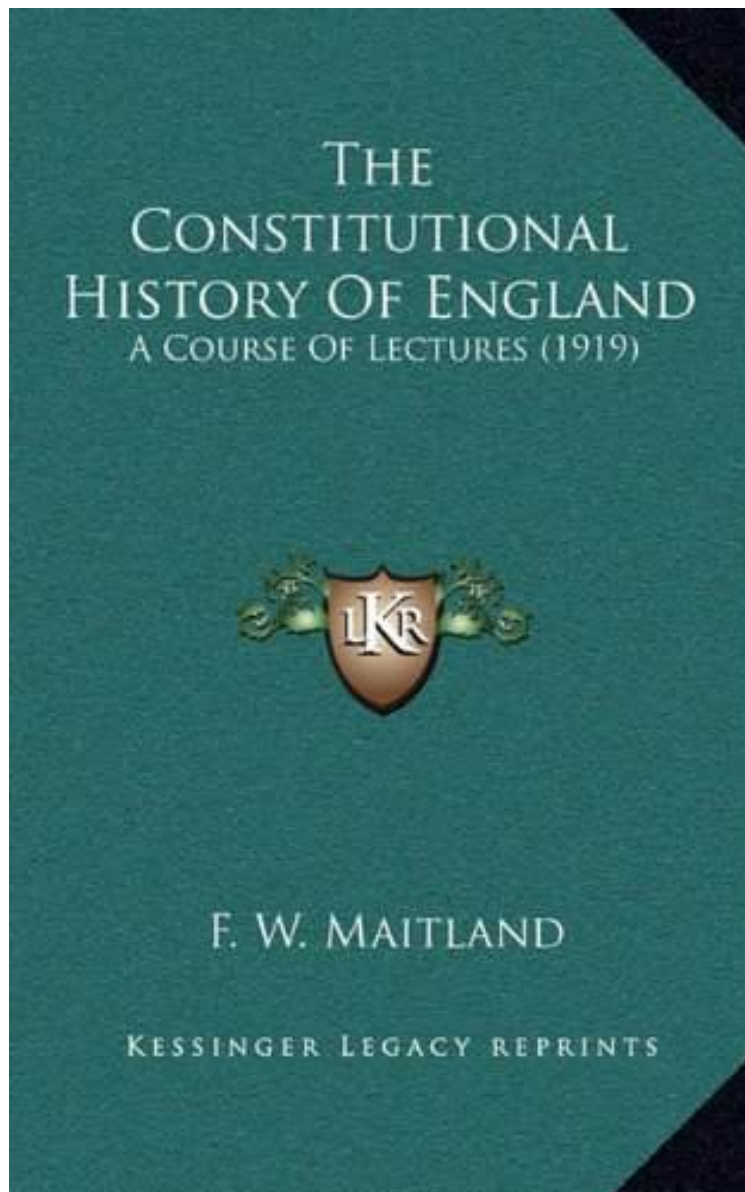 THE
CONSTITUTIONAL
HISTORY OF ENGLAND
A COURSE OF LECTURES (1919)
LKR
F. W. MAITLAND
KESSINGER LEGACY REPRINTS